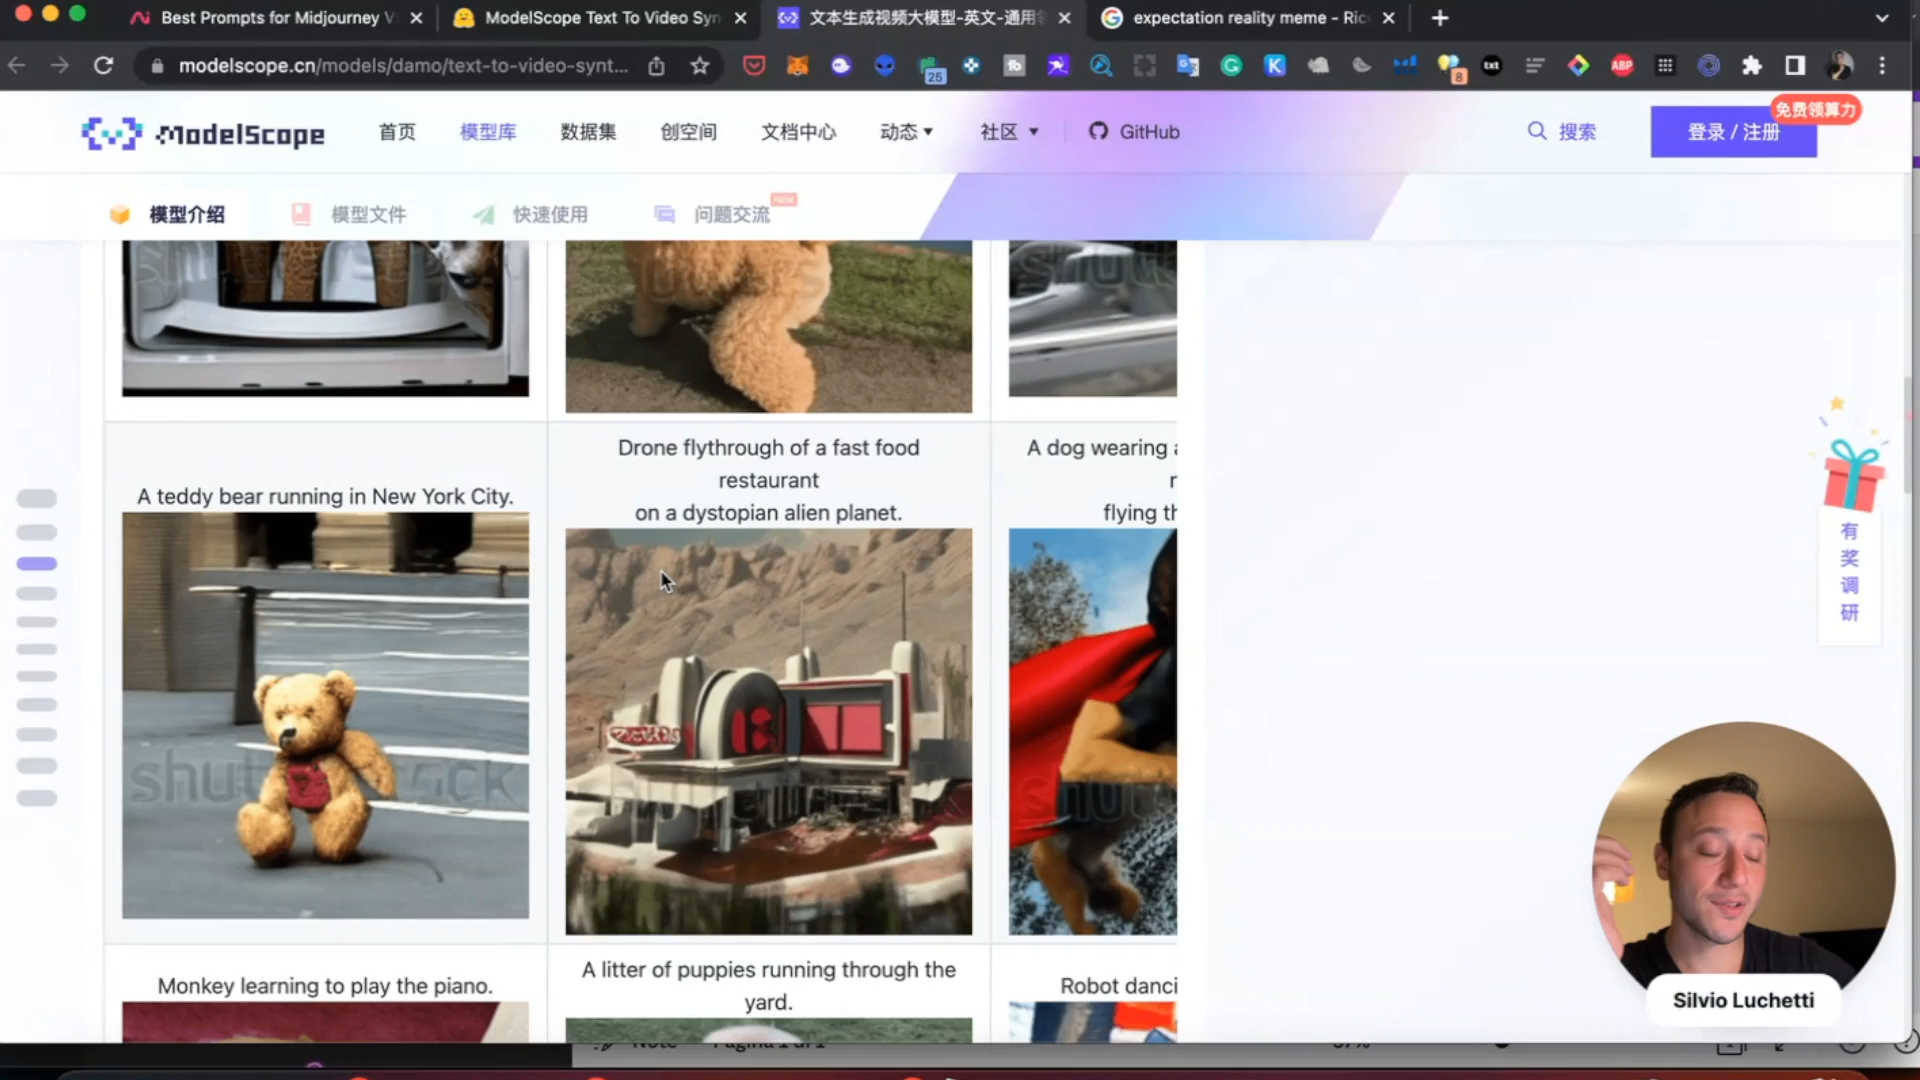 Best Prompts for Midjourney V
ModelScope Text To Video Syn
文本生成视频大模型-英文-通用
expectation reality meme - Ric
modelscope.cn/models/damo/text-to-video-synt...
25
8
txt
ABP
ModelScope
首页
模型库
数据集
创空间
文档中心
动态
社区
GitHub
搜索
登录 / 注册
免费领算力
模型介绍
模型文件
快速使用
问题交流
NEW
Drone flythrough of a fast food
restaurant
on a dystopian alien planet.
A dog wearing
flying th
A teddy bear running in New York City.
有
奖
调
研
Monkey learning to play the piano.
A litter of puppies running through the
yard.
Robot danci
Silvio Luchetti